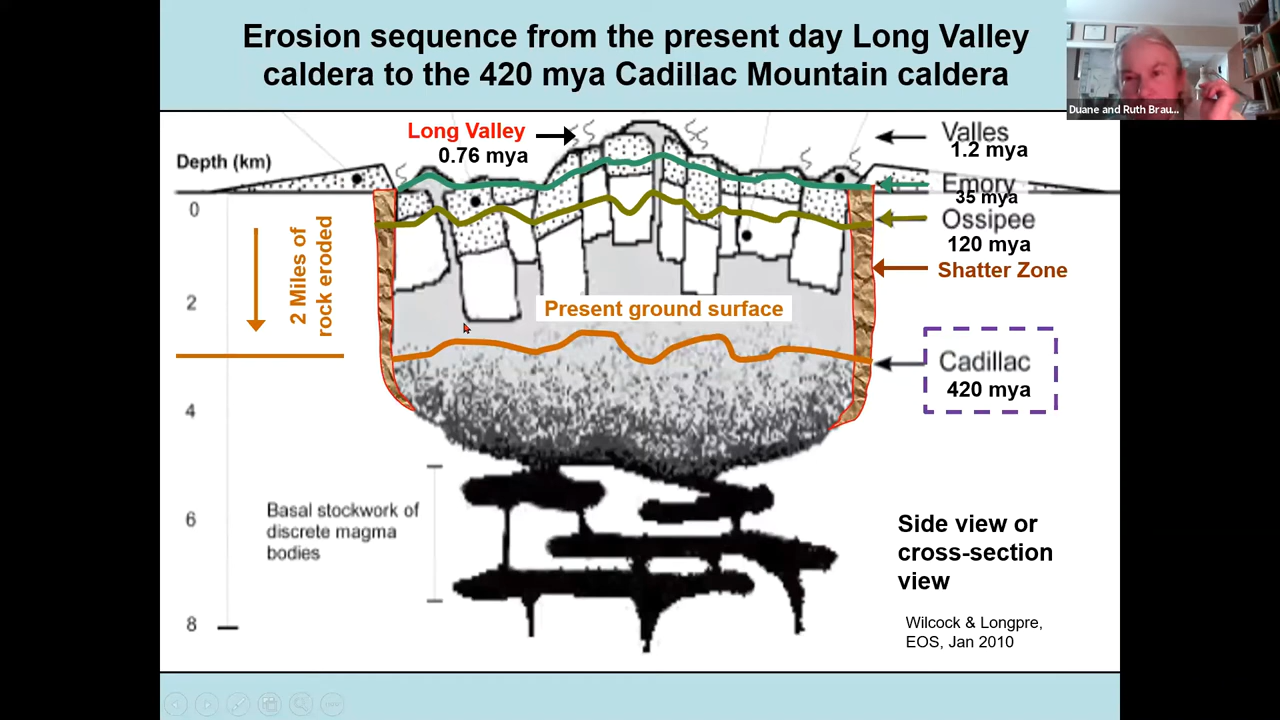 Erosion sequence from the present day Long Valley
caldera to the 420 mya Cadillac Mountain caldera
Duane and Ruth Brau...
Long Valley
0.76 mya
Valles
1.2 mya
Depth (km)
Emory
35 mya
0
Ossipee
120 mya
2 Miles of
rock eroded
Shatter Zone
2
Present ground surface
Cadillac
420 mya
4
Basal stockwork of
discrete magma
bodies
6
Side view or
cross-section
view
8
Wilcock & Longpre,
EOS, Jan 2010